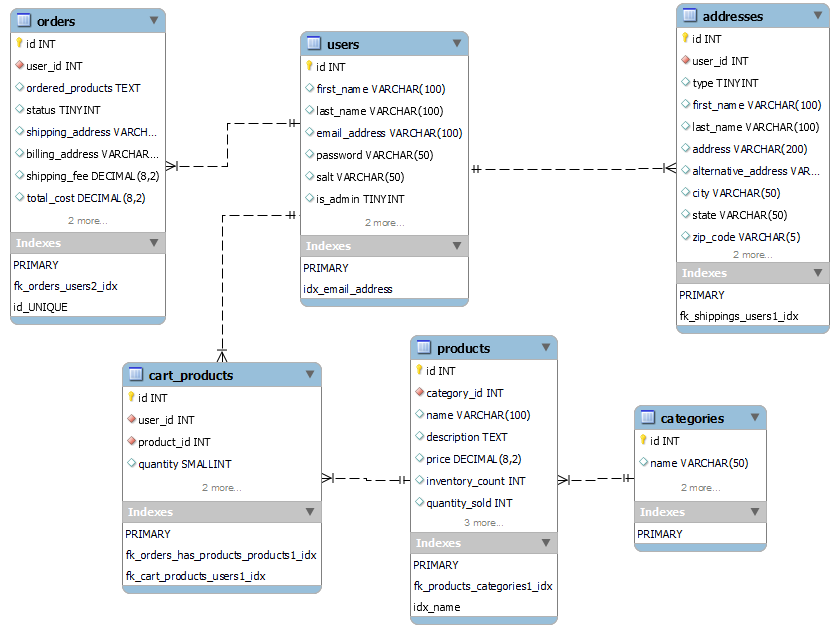 orders
id INT
user_id INT
ordered_products TEXT
status TINYINT
shipping_address VARCH...
billing_address VARCHAR...
shipping_fee DECIMAL(8,2)
total_cost DECIMAL(8,2)
2 more...
Indexes
PRIMARY
fk_orders_users2_idx
id_UNIQUE
users
id INT
first_name VARCHAR(100)
last_name VARCHAR(100)
email_address VARCHAR(100)
password VARCHAR(50)
salt VARCHAR(50)
is_admin TINYINT
2 more...
Indexes
PRIMARY
idx_email_address
addresses
id INT
user_id INT
type TINYINT
first_name VARCHAR(100)
last_name VARCHAR(100)
address VARCHAR(200)
alternative_address VAR...
city VARCHAR(50)
state VARCHAR(50)
zip_code VARCHAR(5)
2 more...
Indexes
PRIMARY
fk_shippings_users1_idx
cart_products
id INT
user_id INT
product_id INT
quantity SMALLINT
2 more...
Indexes
PRIMARY
fk_orders_has_products_products1_idx
fk_cart_products_users1_idx
products
id INT
category_id INT
name VARCHAR(100)
description TEXT
price DECIMAL(8,2)
inventory_count INT
quantity_sold INT
3 more...
Indexes
PRIMARY
fk_products_categories1_idx
idx_name
categories
id INT
name VARCHAR(50)
2 more...
Indexes
PRIMARY